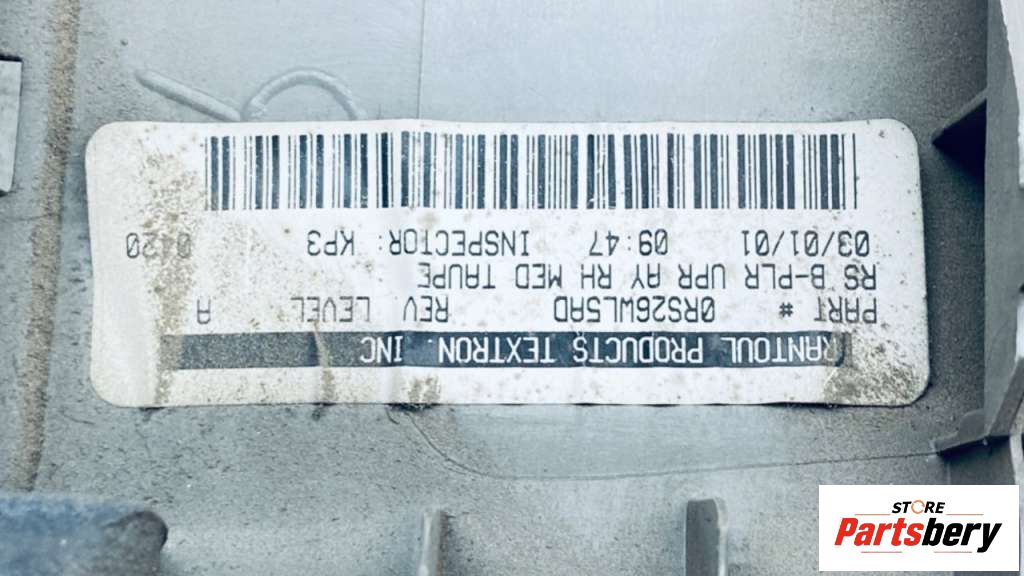 RANTOUL PRODUCTS TEXTRON. INC
PART # 0RS26WL5AD REV LEVEL A
RS B-PLR UPR AY RH MED TAUPE
03/01/01 09:47 INSPECTOR: KP3 0420
STORE
Partsbery